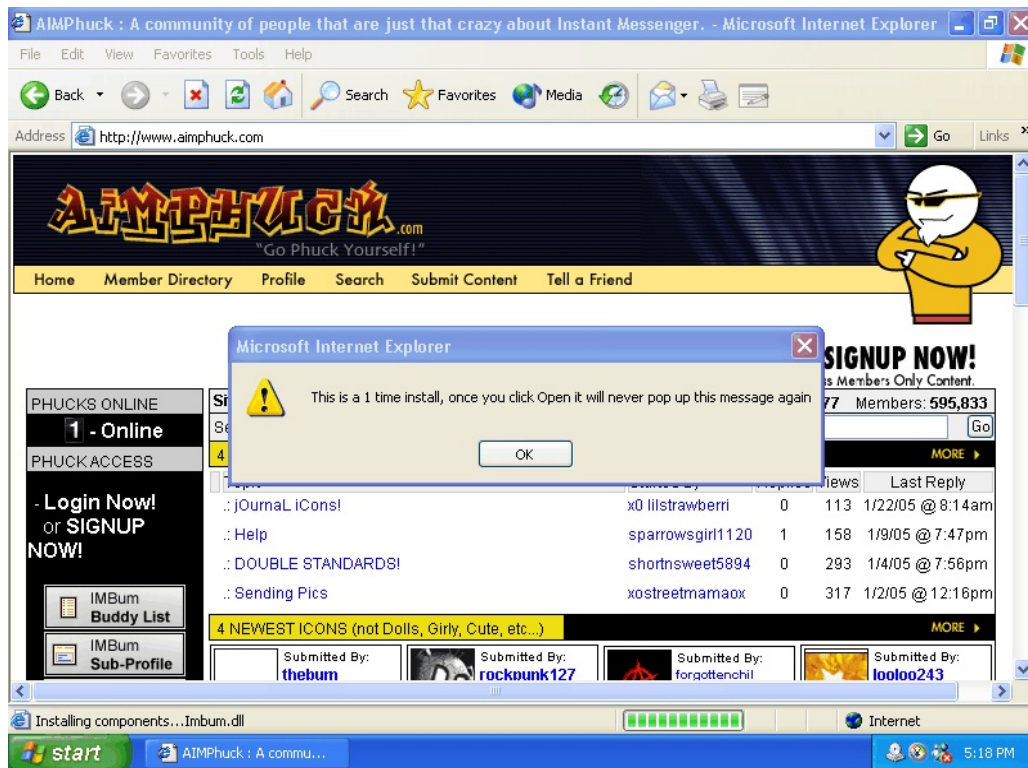 AIMPhuck : A community of people that are just that crazy about Instant Messenger. - Microsoft Internet Explorer
File Edit View Favorites Tools Help
Back Search Favorites Media
Address http://www.aimphuck.com Go Links »
AIMPHUCK.com
"Go Phuck Yourself!"
Home Member Directory Profile Search Submit Content Tell a Friend
Microsoft Internet Explorer
This is a 1 time install, once you click Open it will never pop up this message again
OK
SIGNUP NOW!
Members Only Content.
PHUCKS ONLINE
77 Members: 595,833
1 - Online
Go
PHUCK ACCESS
4
MORE
Views Last Reply
- Login Now!
or SIGNUP
NOW!
.: jOurnaL iCons! x0 lilstrawberri 0 113 1/22/05 @ 8:14am
.: Help sparrowsgirl1120 1 158 1/9/05 @ 7:47pm
.: DOUBLE STANDARDS! shortnsweet5894 0 293 1/4/05 @ 7:56pm
.: Sending Pics xostreetmamaox 0 317 1/2/05 @ 12:16pm
IMBum
Buddy List
4 NEWEST ICONS (not Dolls, Girly, Cute, etc...) MORE
IMBum
Sub-Profile
Submitted By: Submitted By: Submitted By: Submitted By:
thebum rockpunk127 forgottenchil looloo243
Installing components...Imbum.dll Internet
start AIMPhuck : A commu... 5:18 PM